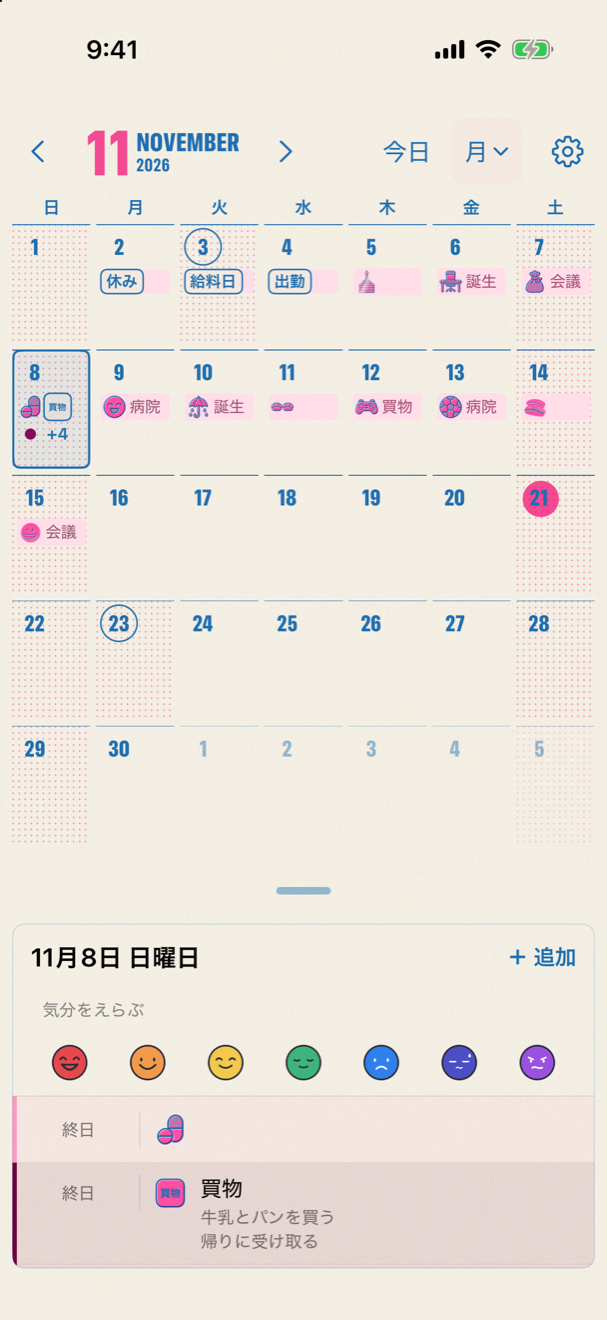 9:41
11 NOVEMBER
2026
今日 月
日 月 火 水 木 金 土
1 2 3 4 5 6 7
休み 給料日 出勤 誕生 会議
8 9 10 11 12 13 14
買物 病院 誕生 買物 病院
+4
15 16 17 18 19 20 21
会議
22 23 24 25 26 27 28
29 30 1 2 3 4 5
11月8日 日曜日 + 追加
気分をえらぶ
終日
終日 買物 買物
牛乳とパンを買う
帰りに受け取る